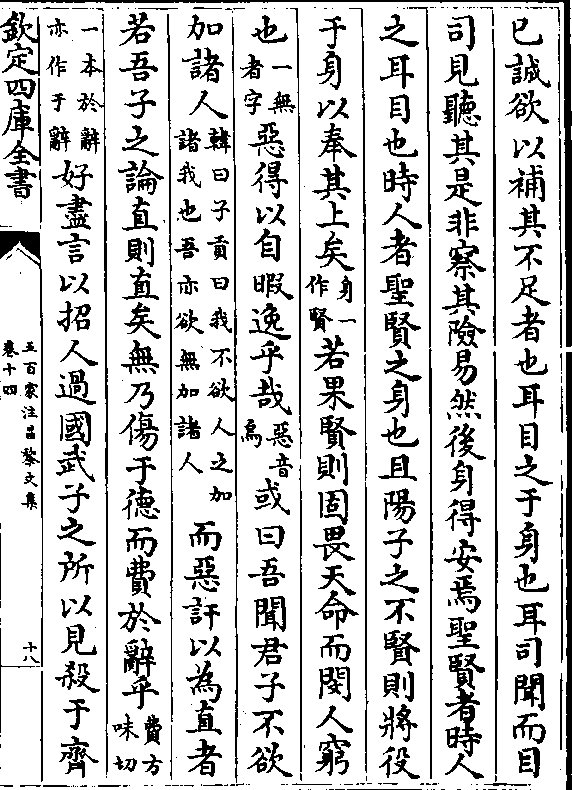 已誠欲以補其不足者也耳目之于身也耳司聞而目
司見聽其是非察其險易然後身得安焉聖賢者時人
之耳目也時人者聖賢之身也且陽子之不賢則將役
于身以奉其上矣身一作賢若果賢則固畏天命而閔人窮
也一無者字惡得以自暇逸乎哉惡音烏或曰吾聞君子不欲
加諸人韓曰子貢曰我不欲人之加諸我也吾亦欲無加諸人而惡訐以為直者
若吾子之論直則直矣無乃傷于德而費於辭乎費方味切
一本於辭亦作于辭好盡言以招人過國武子之所以見殺于齊
欽定四庫全書
五百家注昌黎文集
卷十四
十八